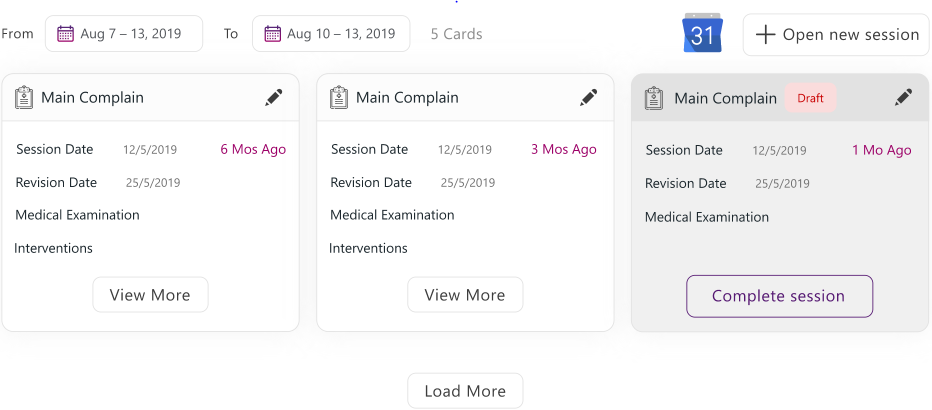 From Aug 7 – 13, 2019 To Aug 10 – 13, 2019 5 Cards 31 Open new session
Main Complain
Session Date 12/5/2019 6 Mos Ago
Revision Date 25/5/2019
Medical Examination
Interventions
View More
Main Complain
Session Date 12/5/2019 3 Mos Ago
Revision Date 25/5/2019
Medical Examination
Interventions
View More
Main Complain Draft
Session Date 12/5/2019 1 Mo Ago
Revision Date 25/5/2019
Medical Examination
Complete session
Load More